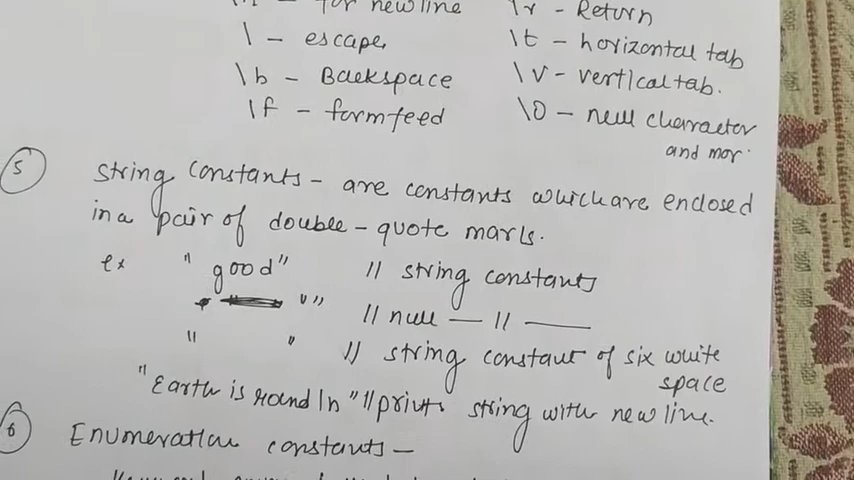 \n - for newline \r - Return
\ - escape, \t - horizontal tab
\b - Backspace \v - vertical tab.
\f - formfeed \0 - null character
and mor.
5 string constants - are constants which are enclosed
in a pair of double - quote marks.
ex "good" // string constants
"" // null — // —
" " // string constant of six white
space
"Earth is round \n" // prints string with new line.
6 Enumeration constants -